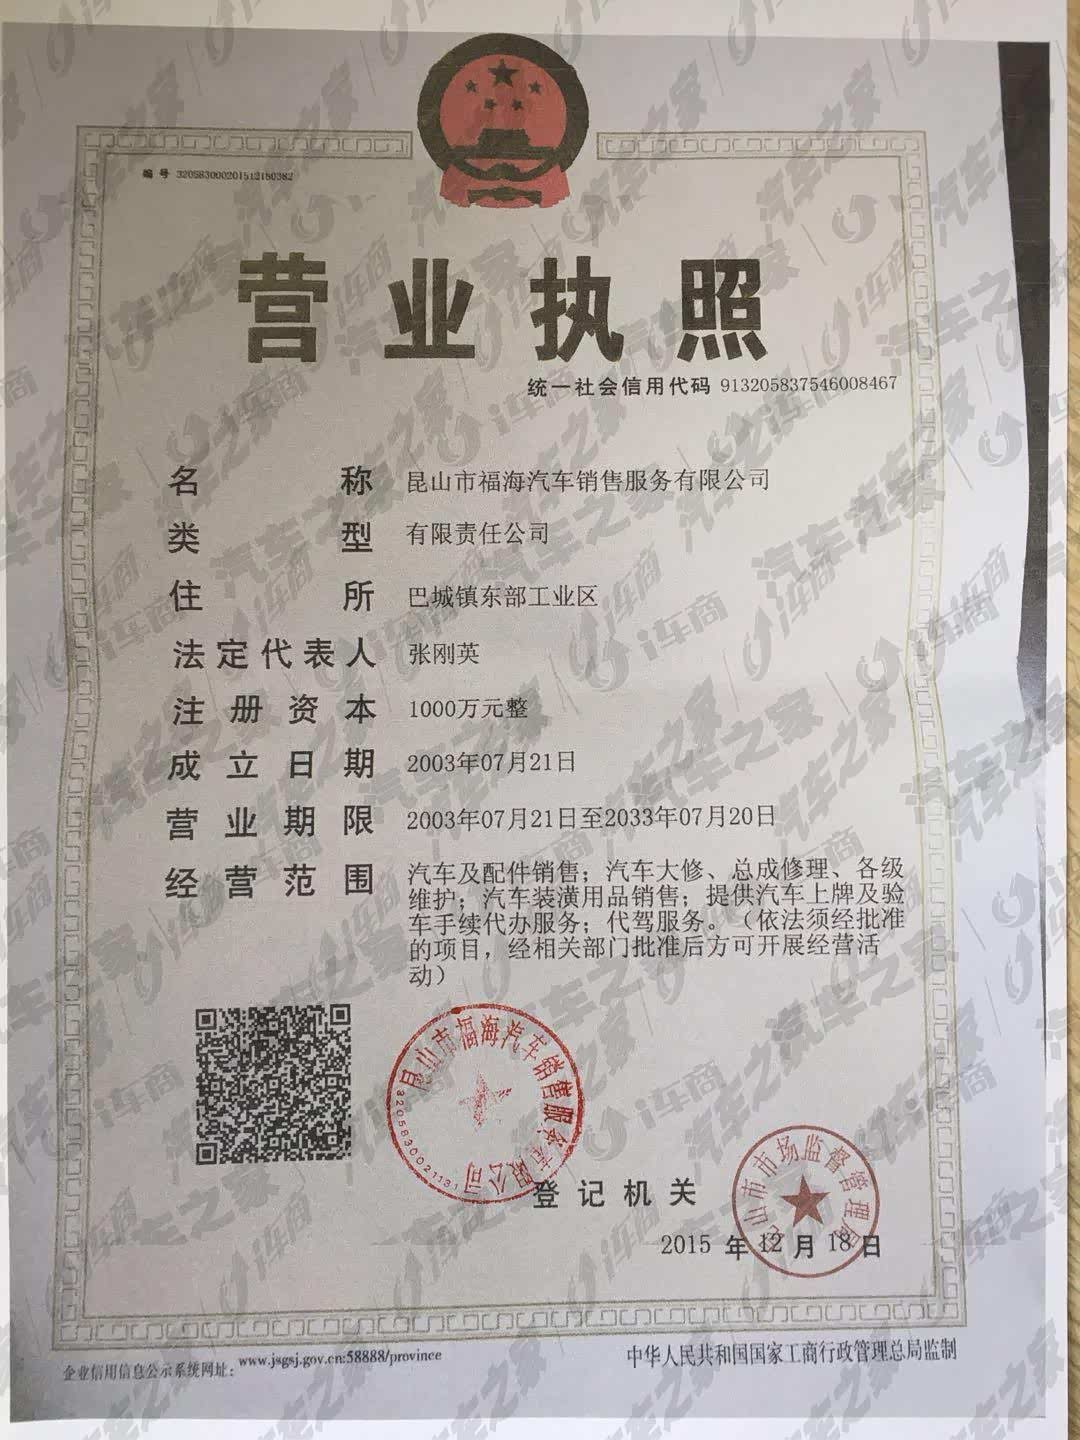 编 号 320583000201512180382
营业执照
统一社会信用代码 913205837546008467
名称 昆山市福海汽车销售服务有限公司
类型 有限责任公司
住所 巴城镇东部工业区
法定代表人 张刚英
注册资本 1000万元整
成立日期 2003年07月21日
营业期限 2003年07月21日至2033年07月20日
经营范围 汽车及配件销售；汽车大修、总成修理、各级
维护；汽车装潢用品销售；提供汽车上牌及验
车手续代办服务；代驾服务。（依法须经批准
的项目，经相关部门批准后方可开展经营活
动）
昆山市福海汽车销售服务有限公司
3205830021131
登记机关
昆山市市场监督管理局
2015 年 12 月 18 日
企业信用信息公示系统网址：www.jsgsj.gov.cn:58888/province
中华人民共和国国家工商行政管理总局监制
汽车之家 | i车商